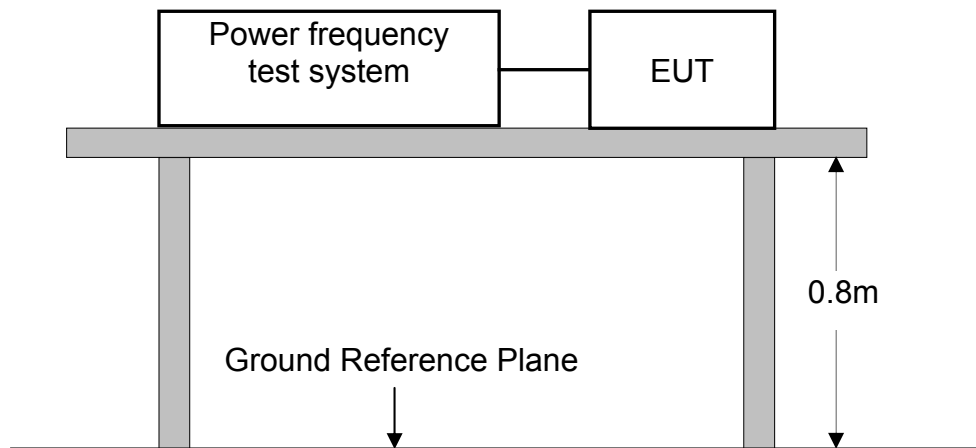 Power frequency
test system
EUT
0.8m
Ground Reference Plane